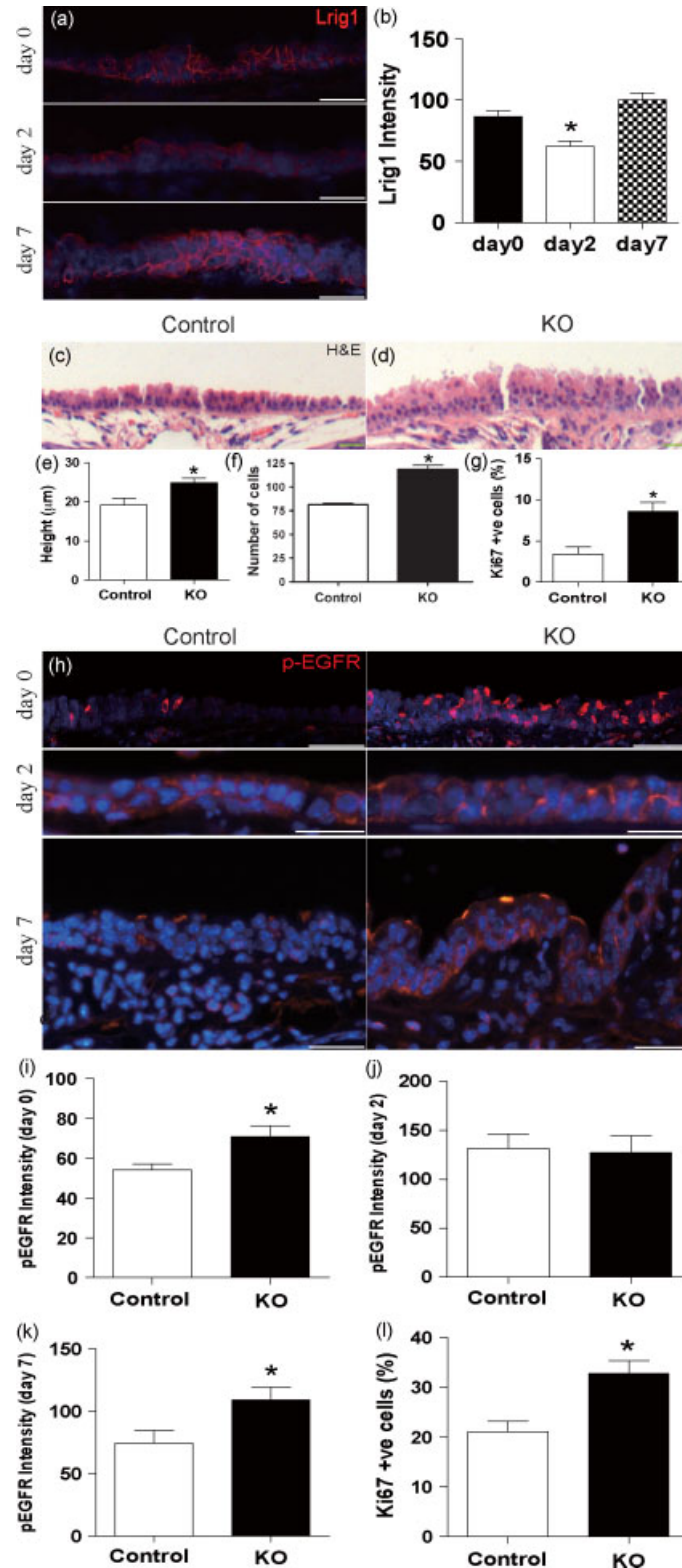 (a)
Lrig1
day 0
day 2
day 7
(b)
Lrig1 Intensity
150
100
50
0
*
day0 day2 day7
Control KO
(c)
H&E
(d)
(e)
Height (μm)
30
20
10
0
*
Control KO
(f)
Number of cells
125
100
75
50
25
0
*
Control KO
(g)
Ki67 +ve cells (%)
15
10
5
0
*
Control KO
Control KO
(h)
p-EGFR
day 0
day 2
day 7
(i)
pEGFR Intensity (day 0)
100
80
60
40
20
0
*
Control KO
(j)
pEGFR Intensity (day 2)
200
150
100
50
0
Control KO
(k)
pEGFR Intensity (day 7)
150
100
50
0
*
Control KO
(l)
Ki67 +ve cells (%)
40
30
20
10
0
*
Control KO